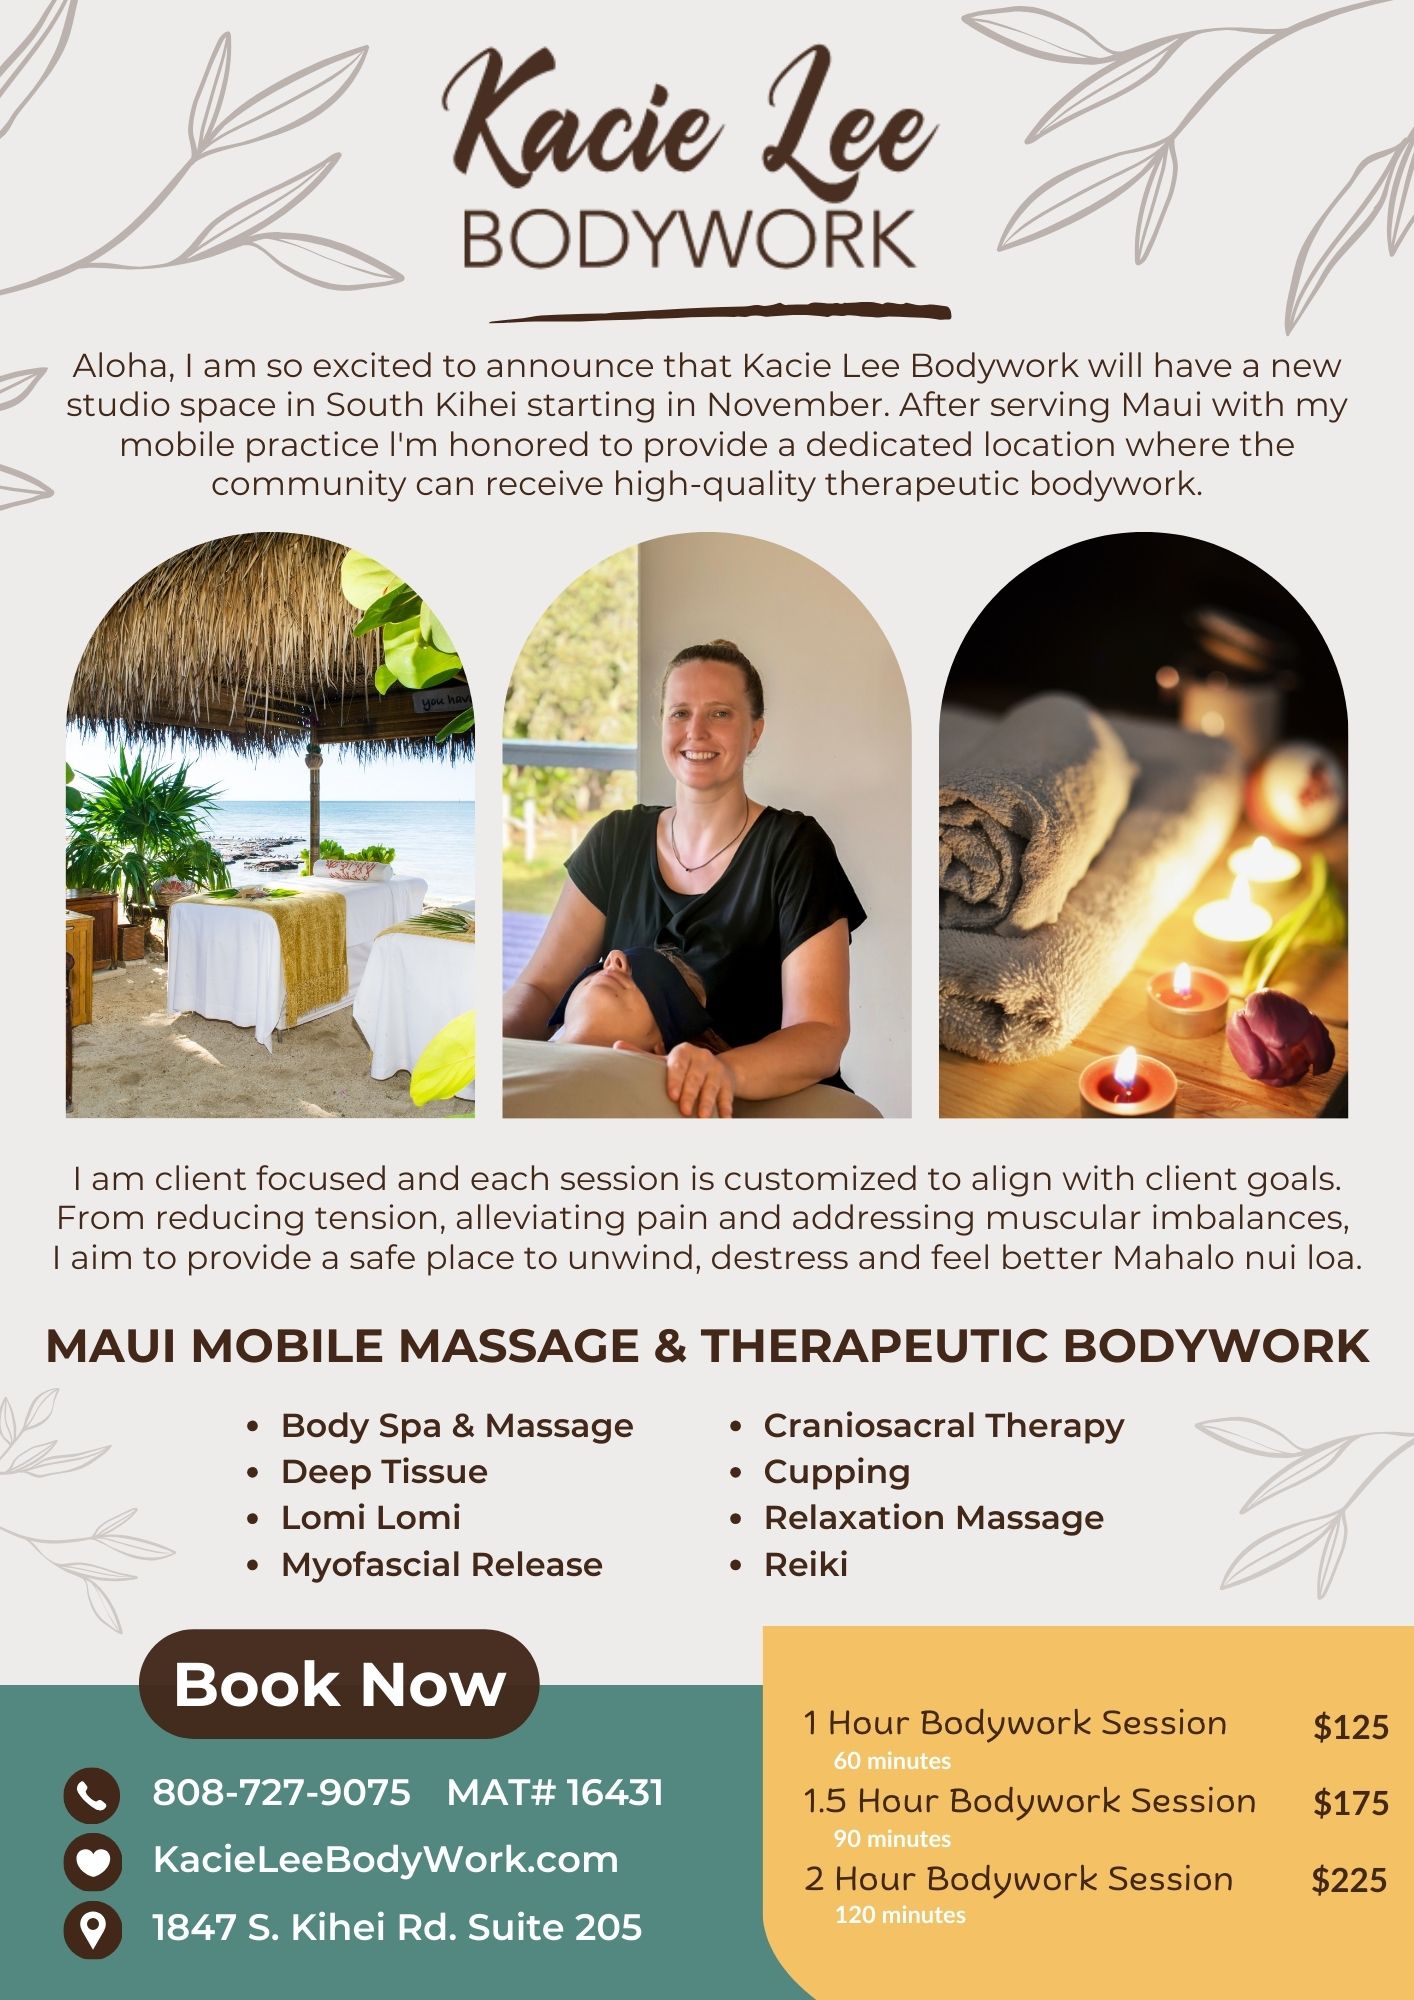 Kacie Lee
BODYWORK
Aloha, I am so excited to announce that Kacie Lee Bodywork will have a new
studio space in South Kihei starting in November. After serving Maui with my
mobile practice I'm honored to provide a dedicated location where the
community can receive high-quality therapeutic bodywork.
you hav
I am client focused and each session is customized to align with client goals.
From reducing tension, alleviating pain and addressing muscular imbalances,
I aim to provide a safe place to unwind, destress and feel better Mahalo nui loa.
MAUI MOBILE MASSAGE & THERAPEUTIC BODYWORK
• Body Spa & Massage
• Deep Tissue
• Lomi Lomi
• Myofascial Release
• Craniosacral Therapy
• Cupping
• Relaxation Massage
• Reiki
Book Now
808-727-9075 MAT# 16431
KacieLeeBodyWork.com
1847 S. Kihei Rd. Suite 205
1 Hour Bodywork Session $125
60 minutes
1.5 Hour Bodywork Session $175
90 minutes
2 Hour Bodywork Session $225
120 minutes